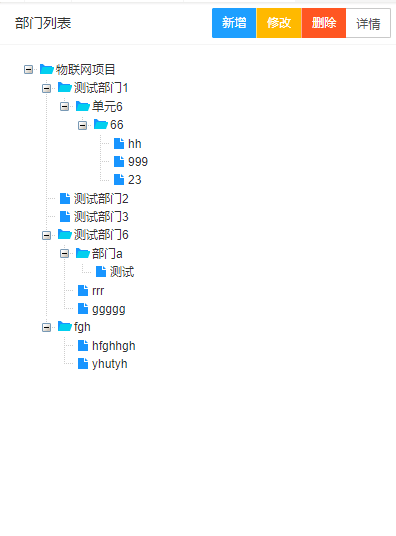 部门列表 新增 修改 删除 详情
物联网项目
测试部门1
单元6
66
hh
999
23
测试部门2
测试部门3
测试部门6
部门a
测试
rrr
ggggg
fgh
hfghhgh
yhutyh